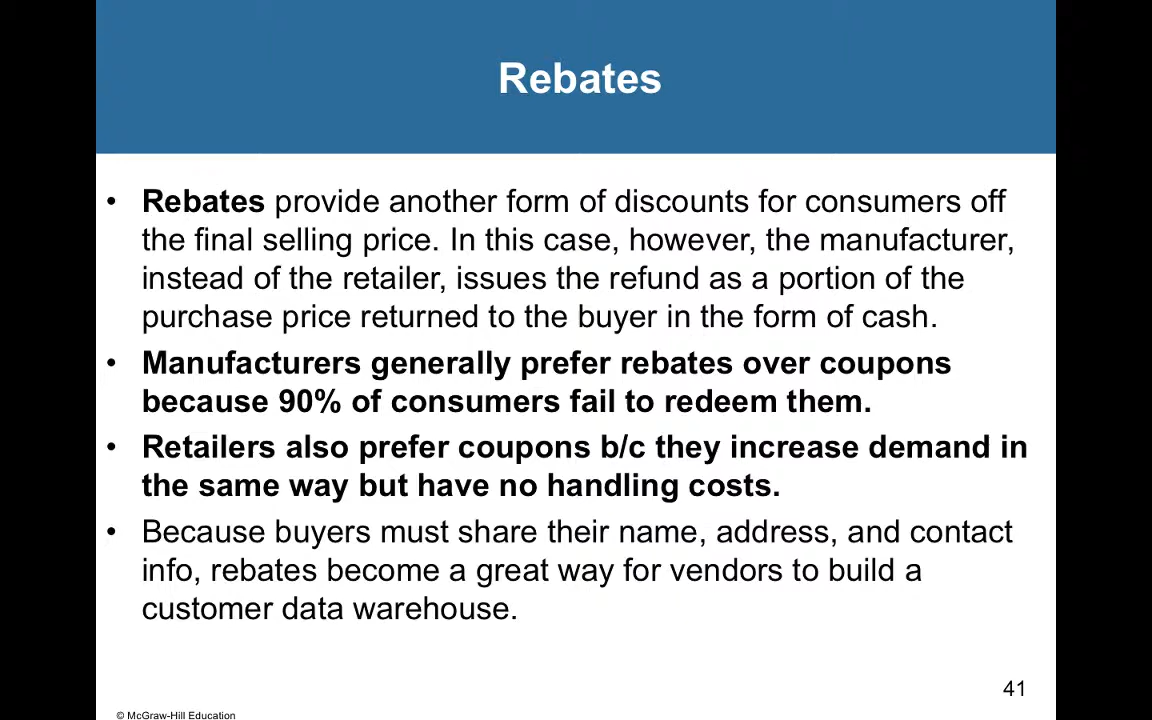 Rebates
• Rebates provide another form of discounts for consumers off
the final selling price. In this case, however, the manufacturer,
instead of the retailer, issues the refund as a portion of the
purchase price returned to the buyer in the form of cash.
• Manufacturers generally prefer rebates over coupons
because 90% of consumers fail to redeem them.
• Retailers also prefer coupons b/c they increase demand in
the same way but have no handling costs.
• Because buyers must share their name, address, and contact
info, rebates become a great way for vendors to build a
customer data warehouse.
41
© McGraw-Hill Education